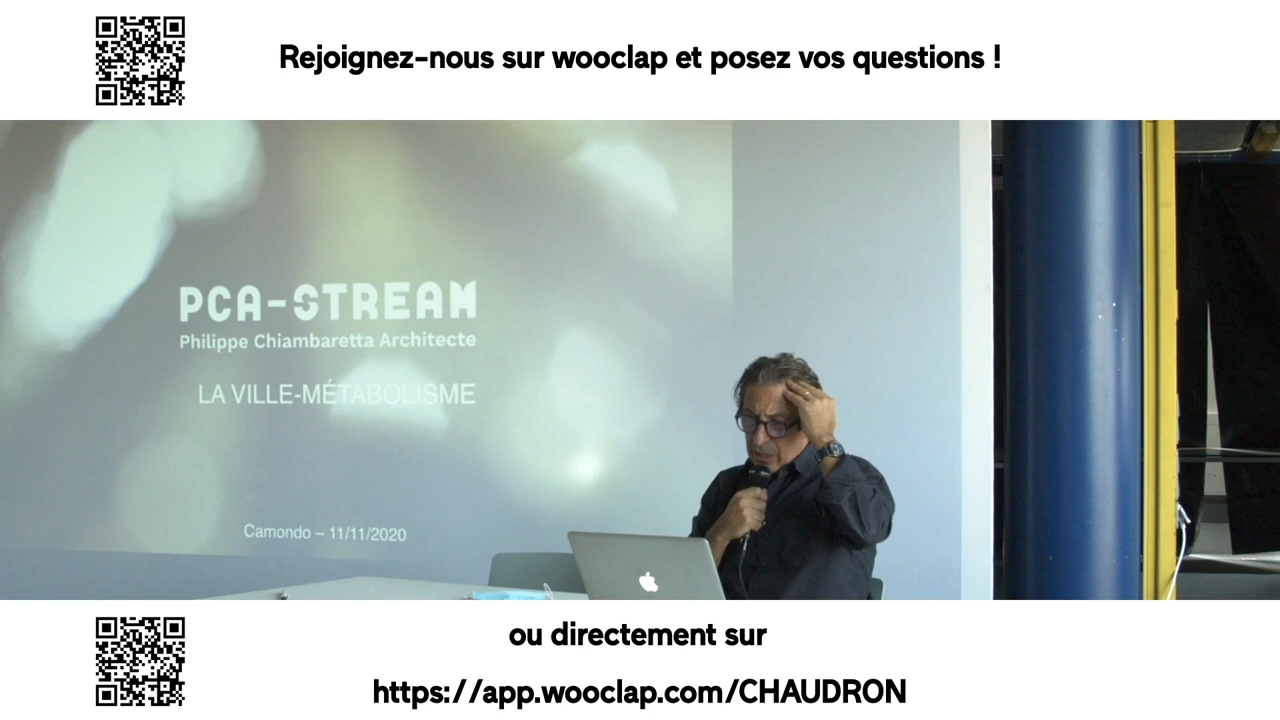 Rejoignez-nous sur wooclap et posez vos questions !
PCA-STREAM
Philippe Chiambaretta Architecte
LA VILLE-MÉTABOLISME
Camondo – 11/11/2020
ou directement sur
https://app.wooclap.com/CHAUDRON